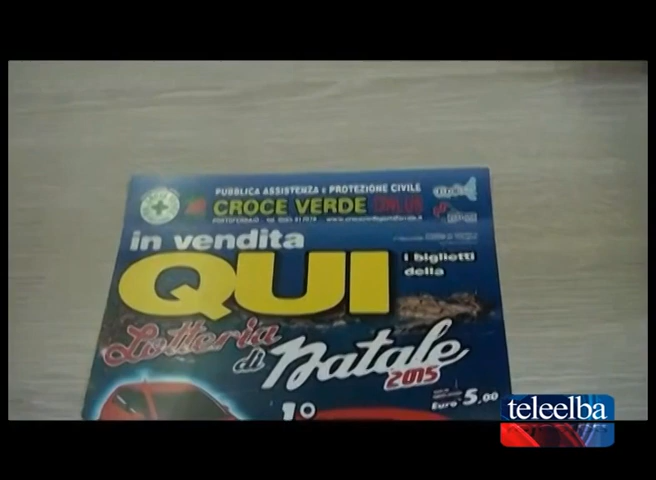 PUBBLICA ASSISTENZA e PROTEZIONE CIVILE
CROCE VERDE
PORTOFERRAIO
in vendita
QUI
i biglietti
della
Lotteria
di Natale
2015
Euro 5,00
1°
teleelba